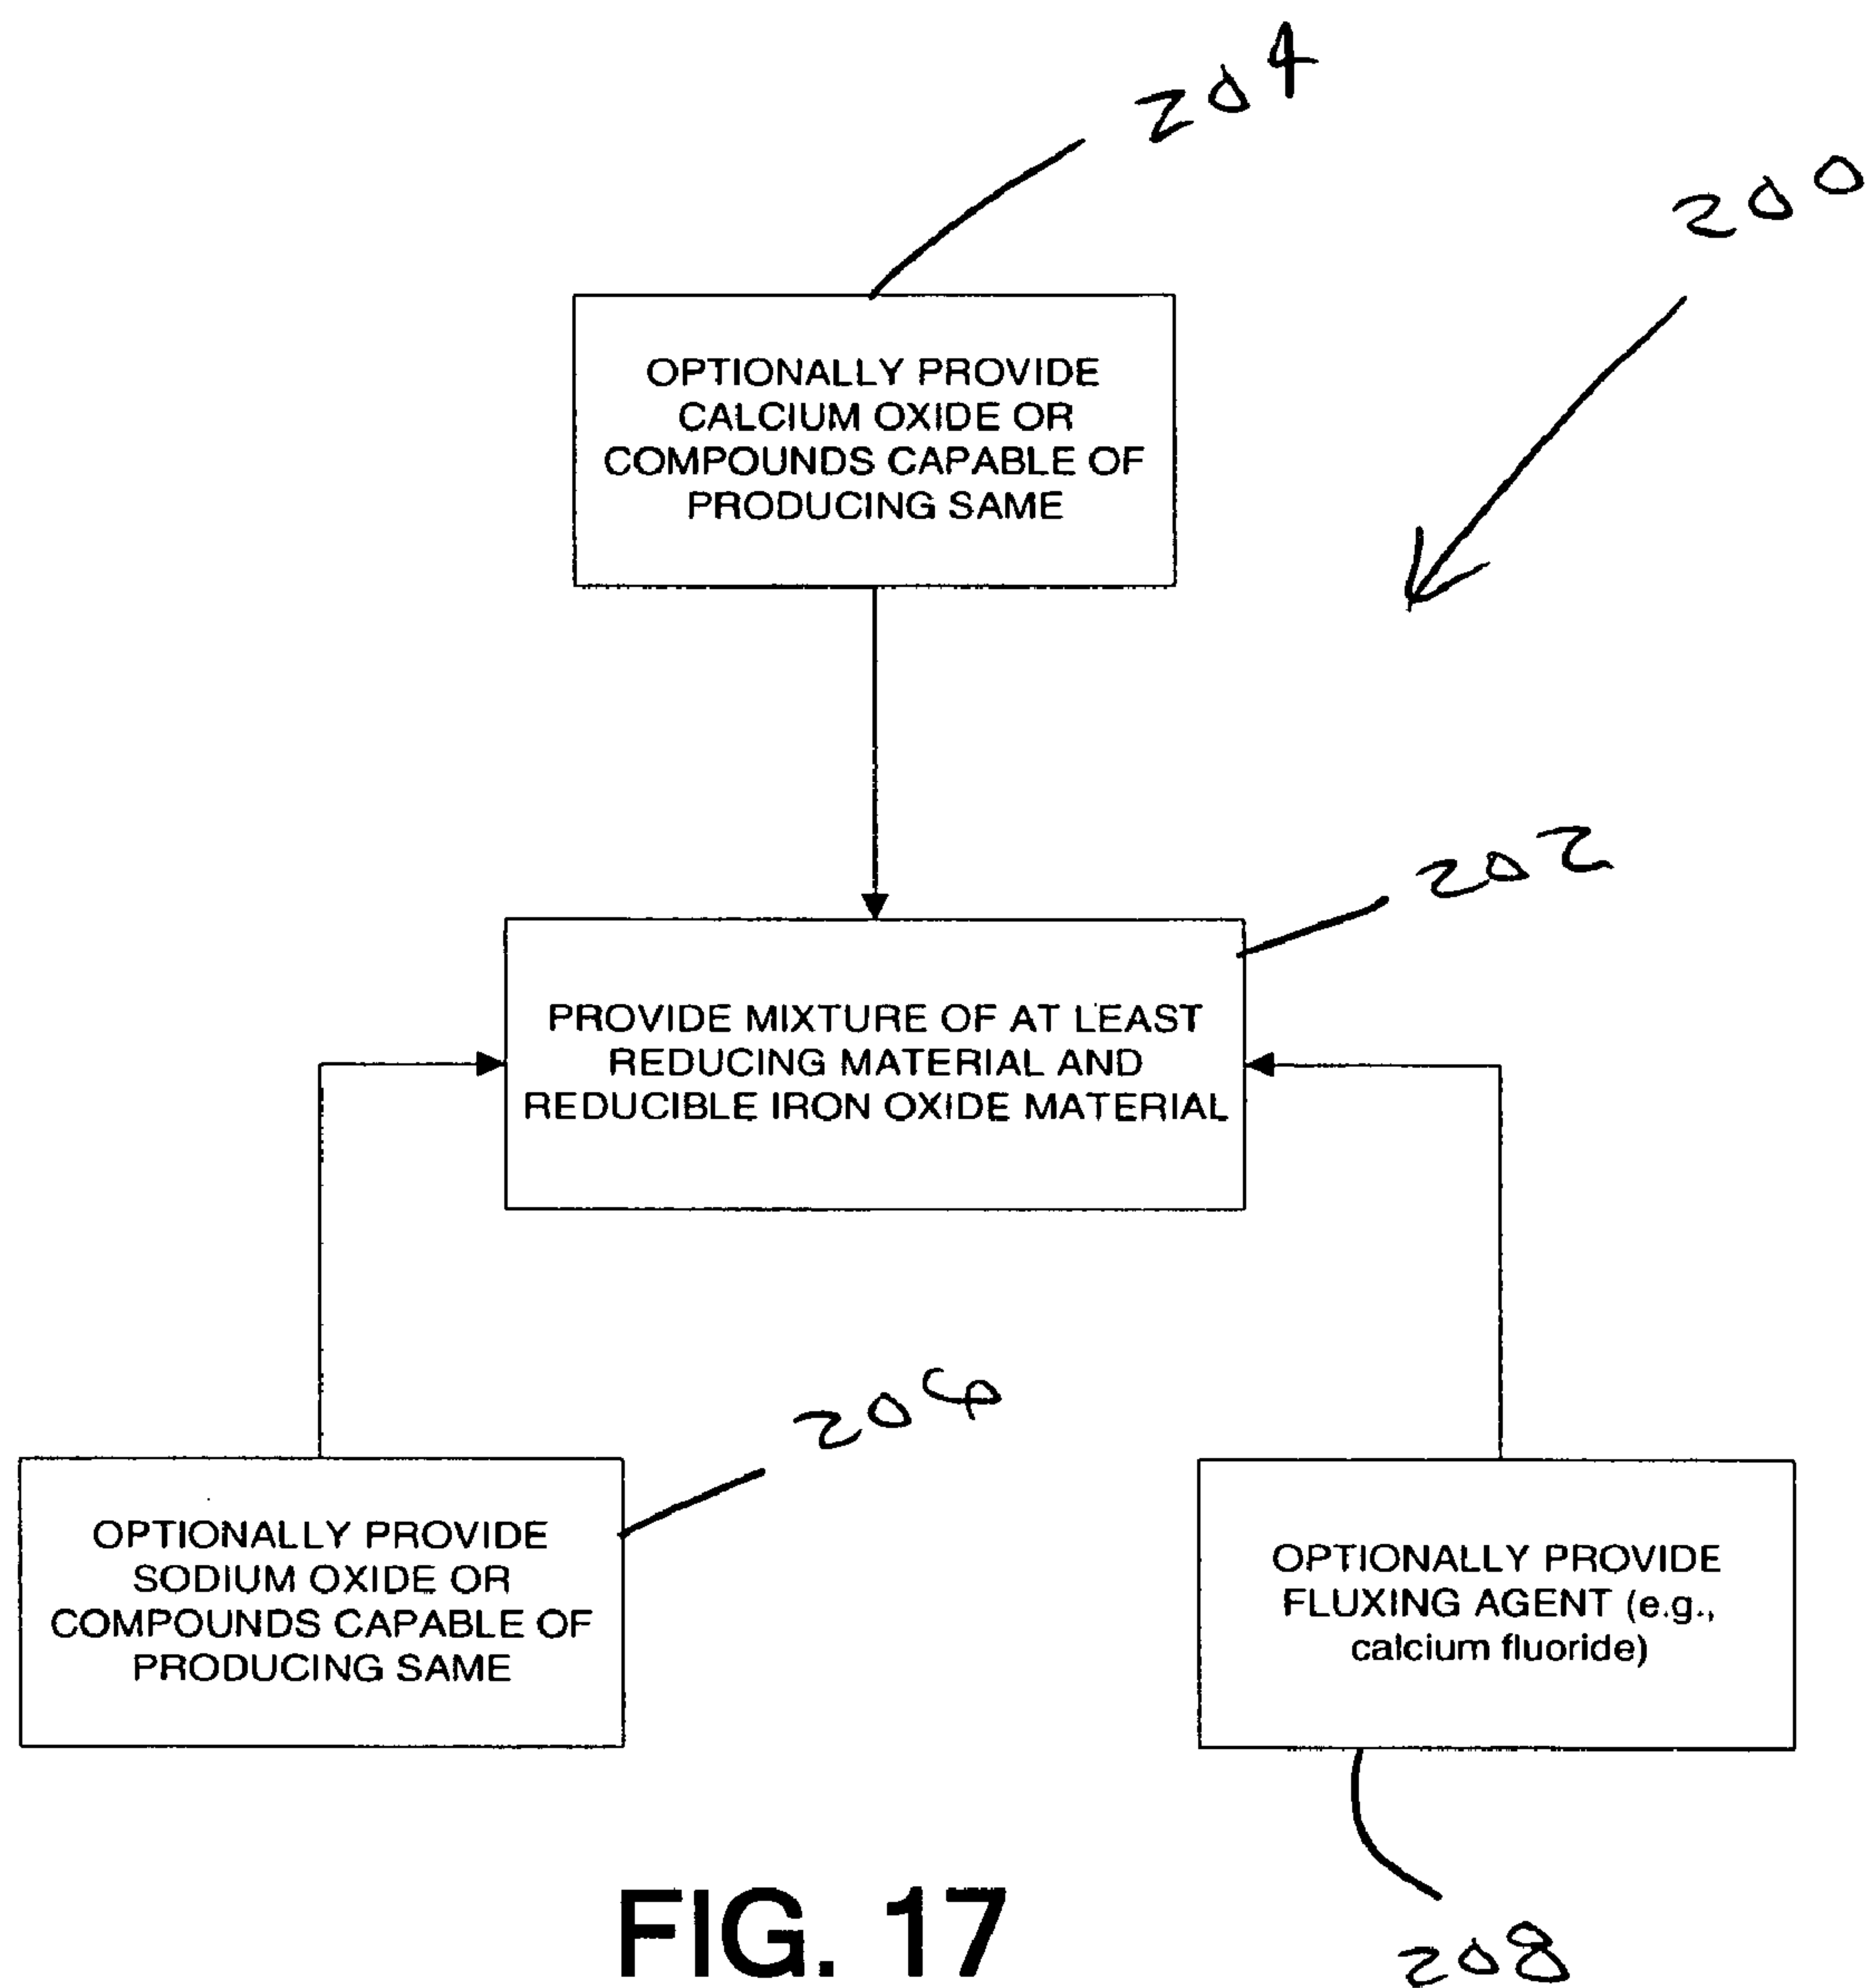 204
200
OPTIONALLY PROVIDE
CALCIUM OXIDE OR
COMPOUNDS CAPABLE OF
PRODUCING SAME
202
PROVIDE MIXTURE OF AT LEAST
REDUCING MATERIAL AND
REDUCIBLE IRON OXIDE MATERIAL
206
OPTIONALLY PROVIDE
SODIUM OXIDE OR
COMPOUNDS CAPABLE OF
PRODUCING SAME
OPTIONALLY PROVIDE
FLUXING AGENT (e.g.,
calcium fluoride)
208
FIG. 17